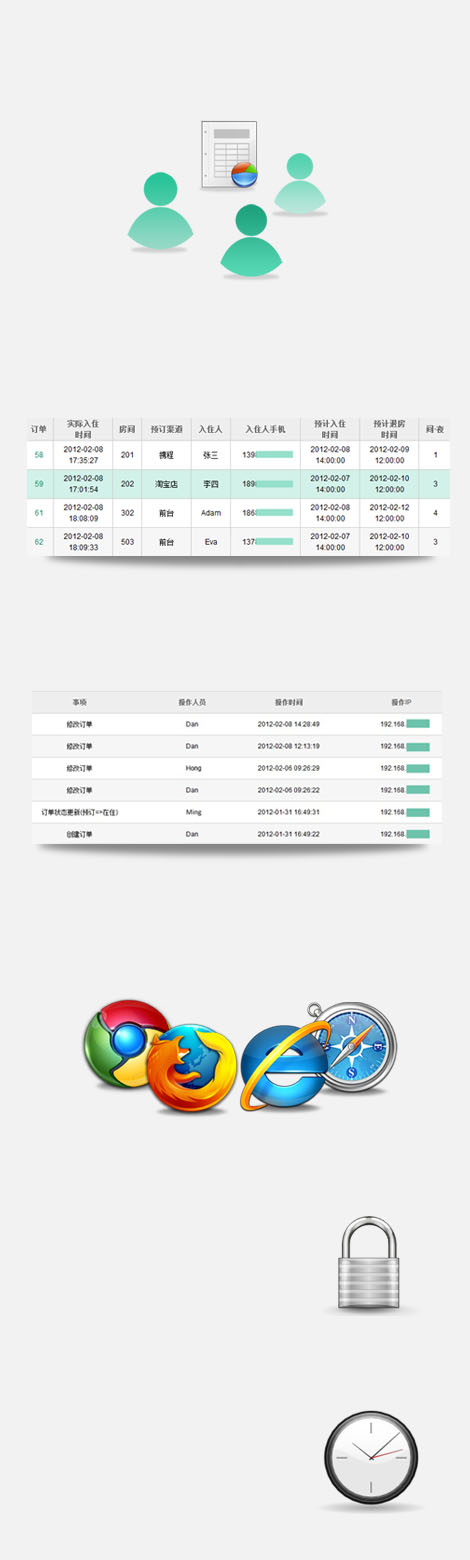 订单 实际入住时间 房间 预订渠道 入住人 入住人手机 预计入住时间 预计退房时间 间·夜
58 2012-02-08 17:35:27 201 携程 张三 139 2012-02-08 14:00:00 2012-02-09 12:00:00 1
59 2012-02-08 17:01:54 202 淘宝店 李四 189 2012-02-07 14:00:00 2012-02-10 12:00:00 3
61 2012-02-08 18:08:09 302 前台 Adam 186 2012-02-08 14:00:00 2012-02-12 12:00:00 4
62 2012-02-08 18:09:33 503 前台 Eva 137 2012-02-07 14:00:00 2012-02-10 12:00:00 3
事项 操作人员 操作时间 操作IP
修改订单 Dan 2012-02-08 14:28:49 192.168.
修改订单 Dan 2012-02-08 12:13:19 192.168.
修改订单 Hong 2012-02-06 09:26:29 192.168.
修改订单 Dan 2012-02-06 09:26:22 192.168.
订单状态更新(预订=>在住) Ming 2012-01-31 16:49:31 192.168.
创建订单 Dan 2012-01-31 16:49:22 192.168.
N
S